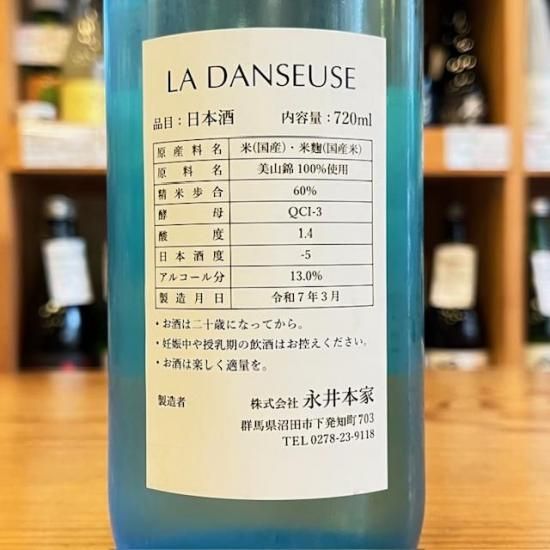 LA DANSEUSE
品目：日本酒 内容量：720ml
原産料名 米(国産)・米麹(国産米)
原料名 美山錦 100%使用
精米歩合 60%
酵母 QCI-3
酸度 1.4
日本酒度 -5
アルコール分 13.0%
製造月日 令和7年3月
・お酒は二十歳になってから。
・妊娠中や授乳期の飲酒はお控えください。
・お酒は楽しく適量を。
製造者 株式会社 永井本家
群馬県沼田市下発知町703
TEL 0278-23-9118